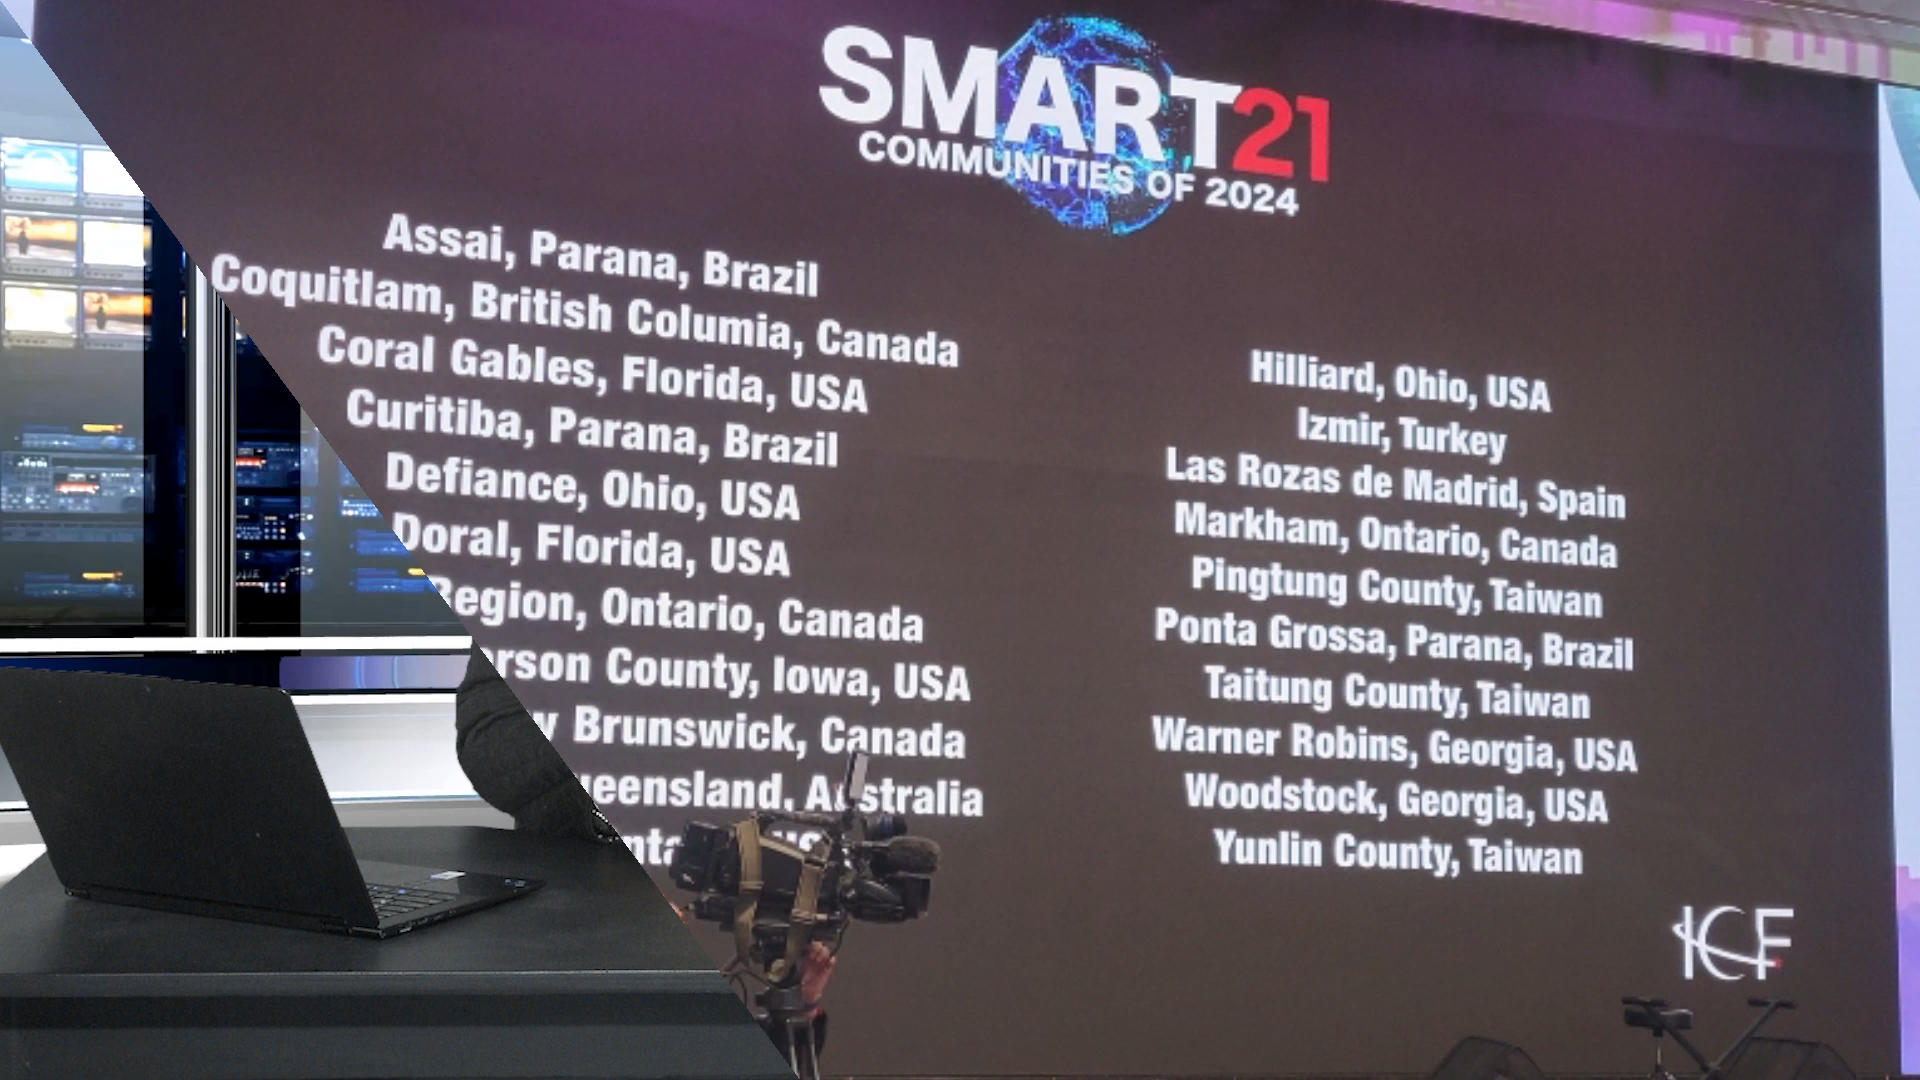 SMART21
COMMUNITIES OF 2024
Assai, Parana, Brazil
Coquitlam, British Columia, Canada
Coral Gables, Florida, USA
Curitiba, Parana, Brazil
Defiance, Ohio, USA
Doral, Florida, USA
Region, Ontario, Canada
County, Iowa, USA
Brunswick, Canada
Australia
Hilliard, Ohio, USA
Izmir, Turkey
Las Rozas de Madrid, Spain
Markham, Ontario, Canada
Pingtung County, Taiwan
Ponta Grossa, Parana, Brazil
Taitung County, Taiwan
Warner Robins, Georgia, USA
Woodstock, Georgia, USA
Yunlin County, Taiwan
ICF